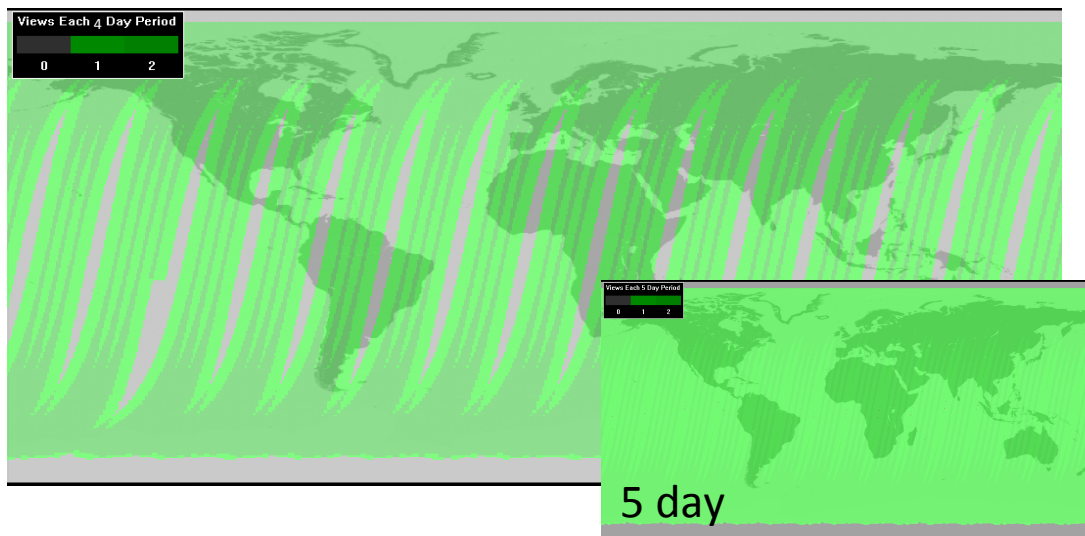 Views Each 4 Day Period
0 1 2
Views Each 5 Day Period
0 1 2
5 day